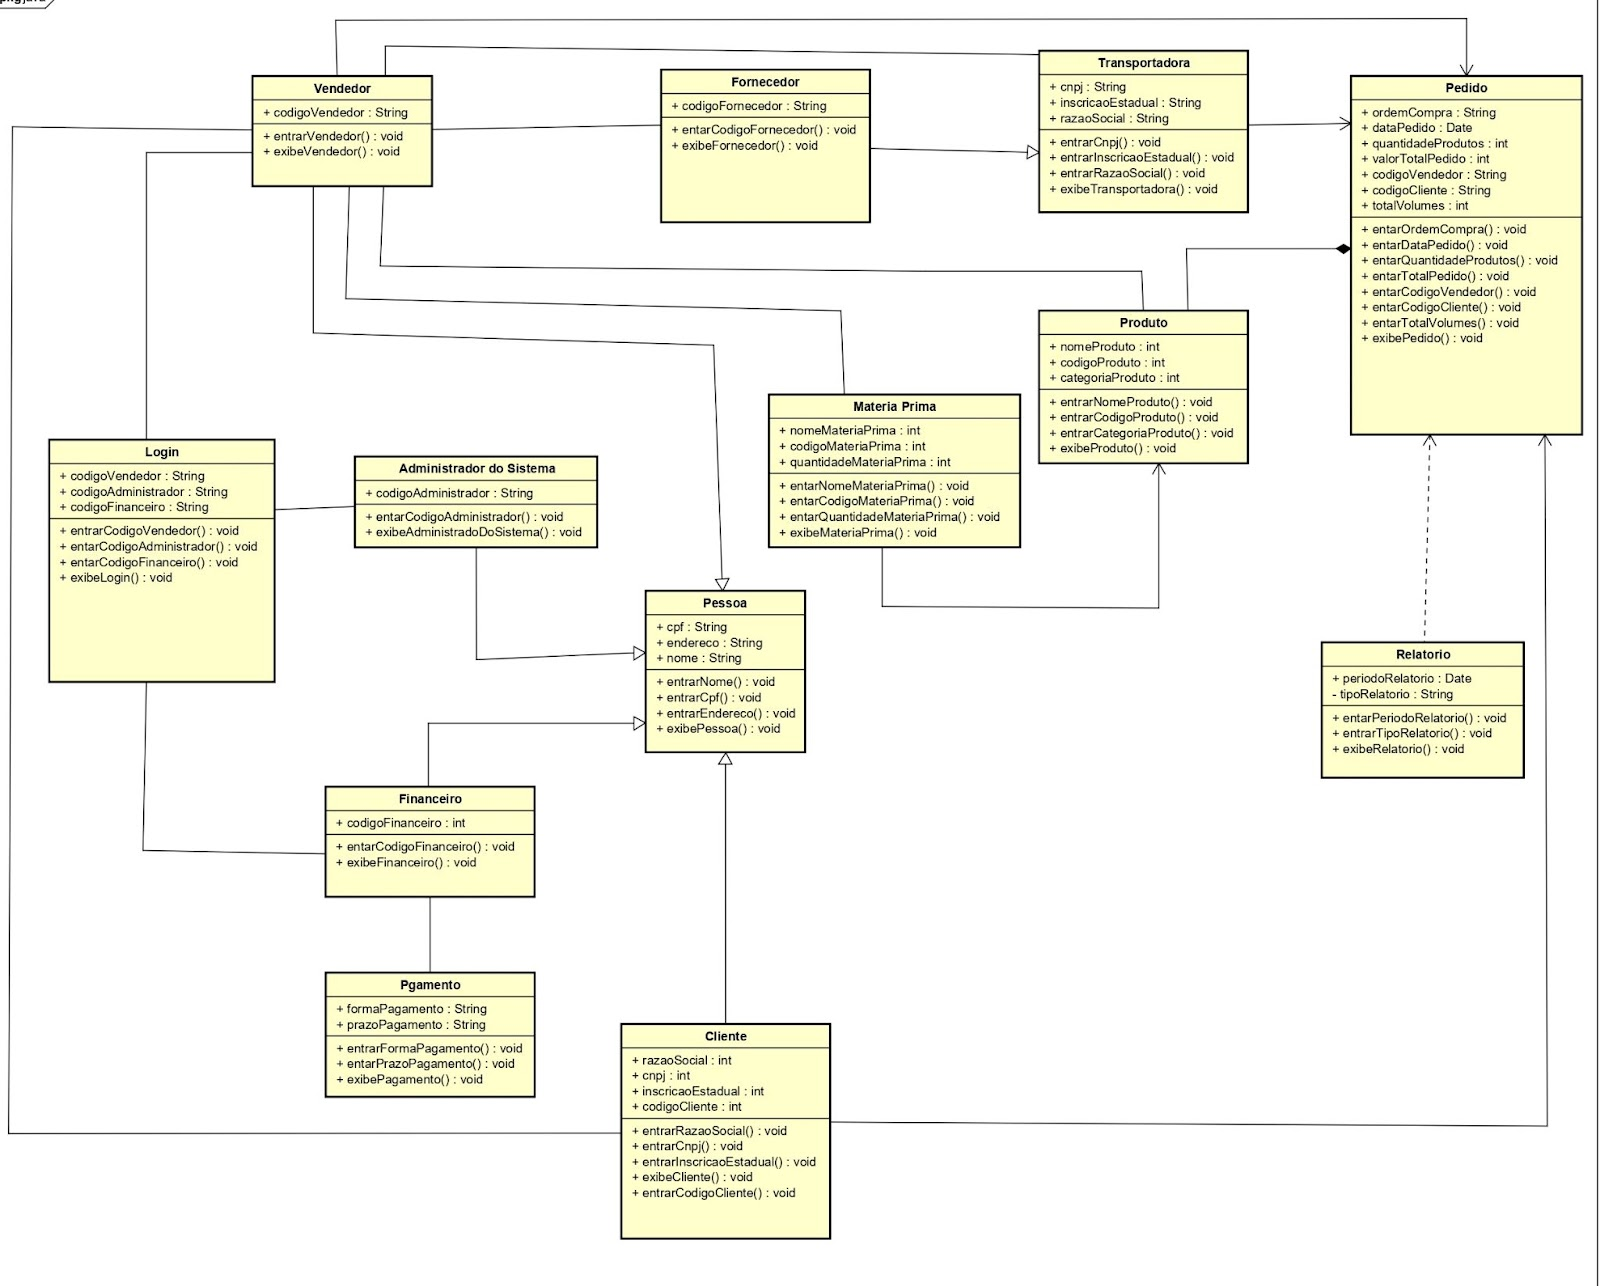 Vendedor
+ codigoVendedor : String
+ entrarVendedor() : void
+ exibeVendedor() : void
Fornecedor
+ codigoFornecedor : String
+ entarCodigoFornecedor() : void
+ exibeFornecedor() : void
Transportadora
+ cnpj : String
+ inscricaoEstadual : String
+ razaoSocial : String
+ entrarCnpj() : void
+ entrarInscricaoEstadual() : void
+ entrarRazaoSocial() : void
+ exibeTransportadora() : void
Pedido
+ ordemCompra : String
+ dataPedido : Date
+ quantidadeProdutos : int
+ valorTotalPedido : int
+ codigoVendedor : String
+ codigoCliente : String
+ totalVolumes : int
+ entarOrdemCompra() : void
+ entarDataPedido() : void
+ entarQuantidadeProdutos() : void
+ entarTotalPedido() : void
+ entarCodigoVendedor() : void
+ entarCodigoCliente() : void
+ entarTotalVolumes() : void
+ exibePedido() : void
Produto
+ nomeProduto : int
+ codigoProduto : int
+ categoriaProduto : int
+ entrarNomeProduto() : void
+ entrarCodigoProduto() : void
+ entrarCategoriaProduto() : void
+ exibeProduto() : void
Materia Prima
+ nomeMateriaPrima : int
+ codigoMateriaPrima : int
+ quantidadeMateriaPrima : int
+ entarNomeMateriaPrima() : void
+ entarCodigoMateriaPrima() : void
+ entarQuantidadeMateriaPrima() : void
+ exibeMateriaPrima() : void
Login
+ codigoVendedor : String
+ codigoAdministrador : String
+ codigoFinanceiro : String
+ entrarCodigoVendedor() : void
+ entarCodigoAdministrador() : void
+ entarCodigoFinanceiro() : void
+ exibeLogin() : void
Administrador do Sistema
+ codigoAdministrador : String
+ entarCodigoAdministrador() : void
+ exibeAdministradoDoSistema() : void
Pessoa
+ cpf : String
+ endereco : String
+ nome : String
+ entrarNome() : void
+ entrarCpf() : void
+ entrarEndereco() : void
+ exibePessoa() : void
Relatorio
+ periodoRelatorio : Date
- tipoRelatorio : String
+ entarPeriodoRelatorio() : void
+ entrarTipoRelatorio() : void
+ exibeRelatorio() : void
Financeiro
+ codigoFinanceiro : int
+ entarCodigoFinanceiro() : void
+ exibeFinanceiro() : void
Pgamento
+ formaPagamento : String
+ prazoPagamento : String
+ entrarFormaPagamento() : void
+ entarPrazoPagamento() : void
+ exibePagamento() : void
Cliente
+ razaoSocial : int
+ cnpj : int
+ inscricaoEstadual : int
+ codigoCliente : int
+ entrarRazaoSocial() : void
+ entrarCnpj() : void
+ entrarInscricaoEstadual() : void
+ exibeCliente() : void
+ entrarCodigoCliente() : void